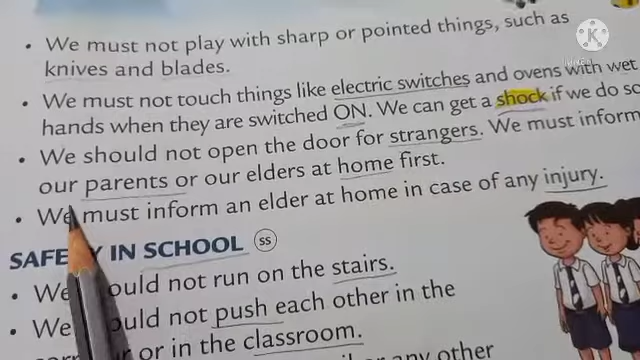 • We must not play with sharp or pointed things, such as
knives and blades.
• We must not touch things like electric switches and ovens with wet
hands when they are switched ON. We can get a shock if we do so
• We should not open the door for strangers. We must inform
our parents or our elders at home first.
• We must inform an elder at home in case of any injury.
SAFETY IN SCHOOL SS
• We should not run on the stairs.
• We should not push each other in the
or in the classroom.
or any other
K